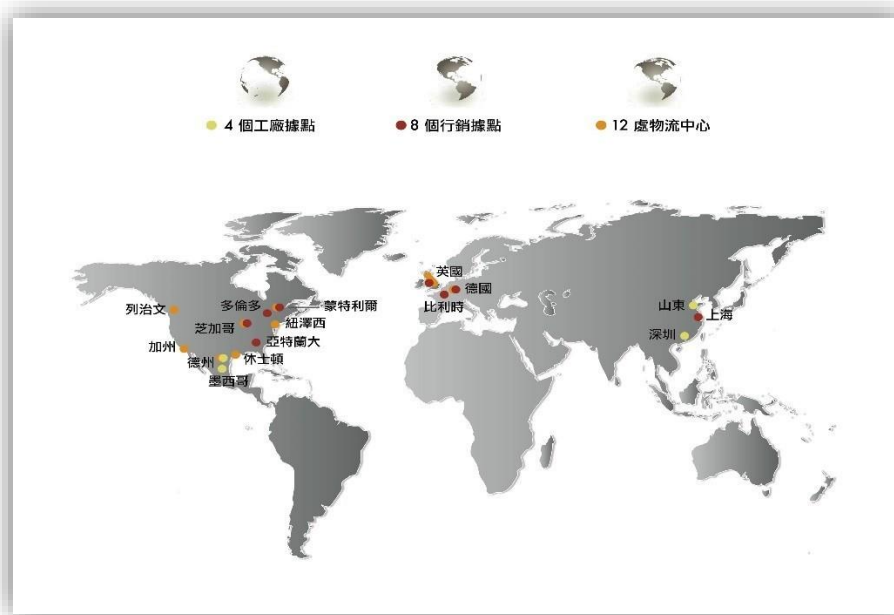 4 個工廠據點
8 個行銷據點
12 處物流中心
英國
德國
比利時
列治文
多倫多
蒙特利爾
芝加哥
紐澤西
加州
亞特蘭大
德州
休士頓
墨西哥
山東
上海
深圳